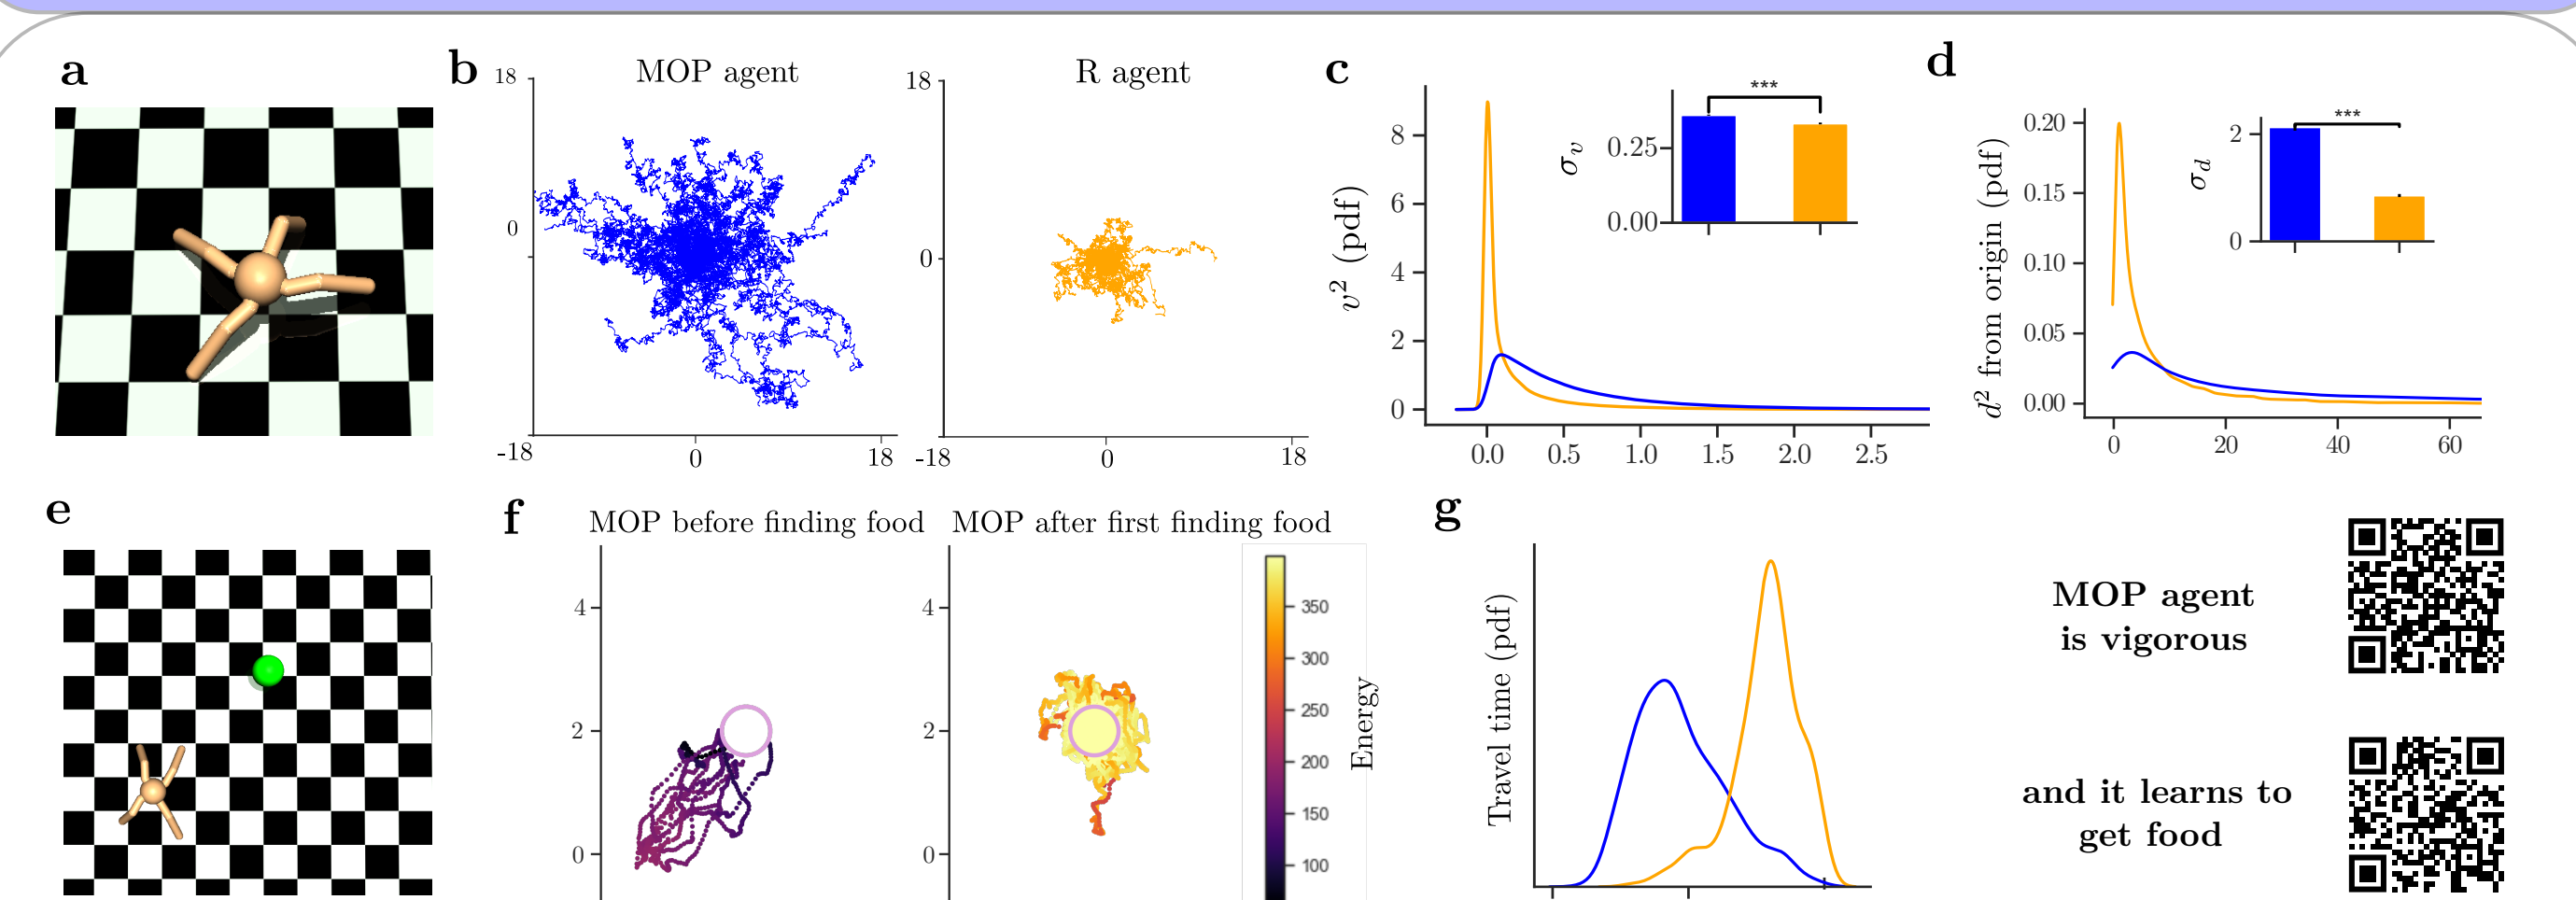 a
b
MOP agent
R agent
18
0
-18
0
18
18
0
-18
0
18
c
v² (pdf)
8
6
4
2
0
0.0 0.5 1.0 1.5 2.0 2.5
***
σᵥ
0.25
0.00
d
d² from origin (pdf)
0.20
0.15
0.10
0.05
0.00
0 20 40 60
***
σ_d
2
0
e
f
MOP before finding food
MOP after first finding food
4
2
0
4
2
0
350
300
250
200
150
100
Energy
g
Travel time (pdf)
MOP agent
is vigorous
and it learns to
get food